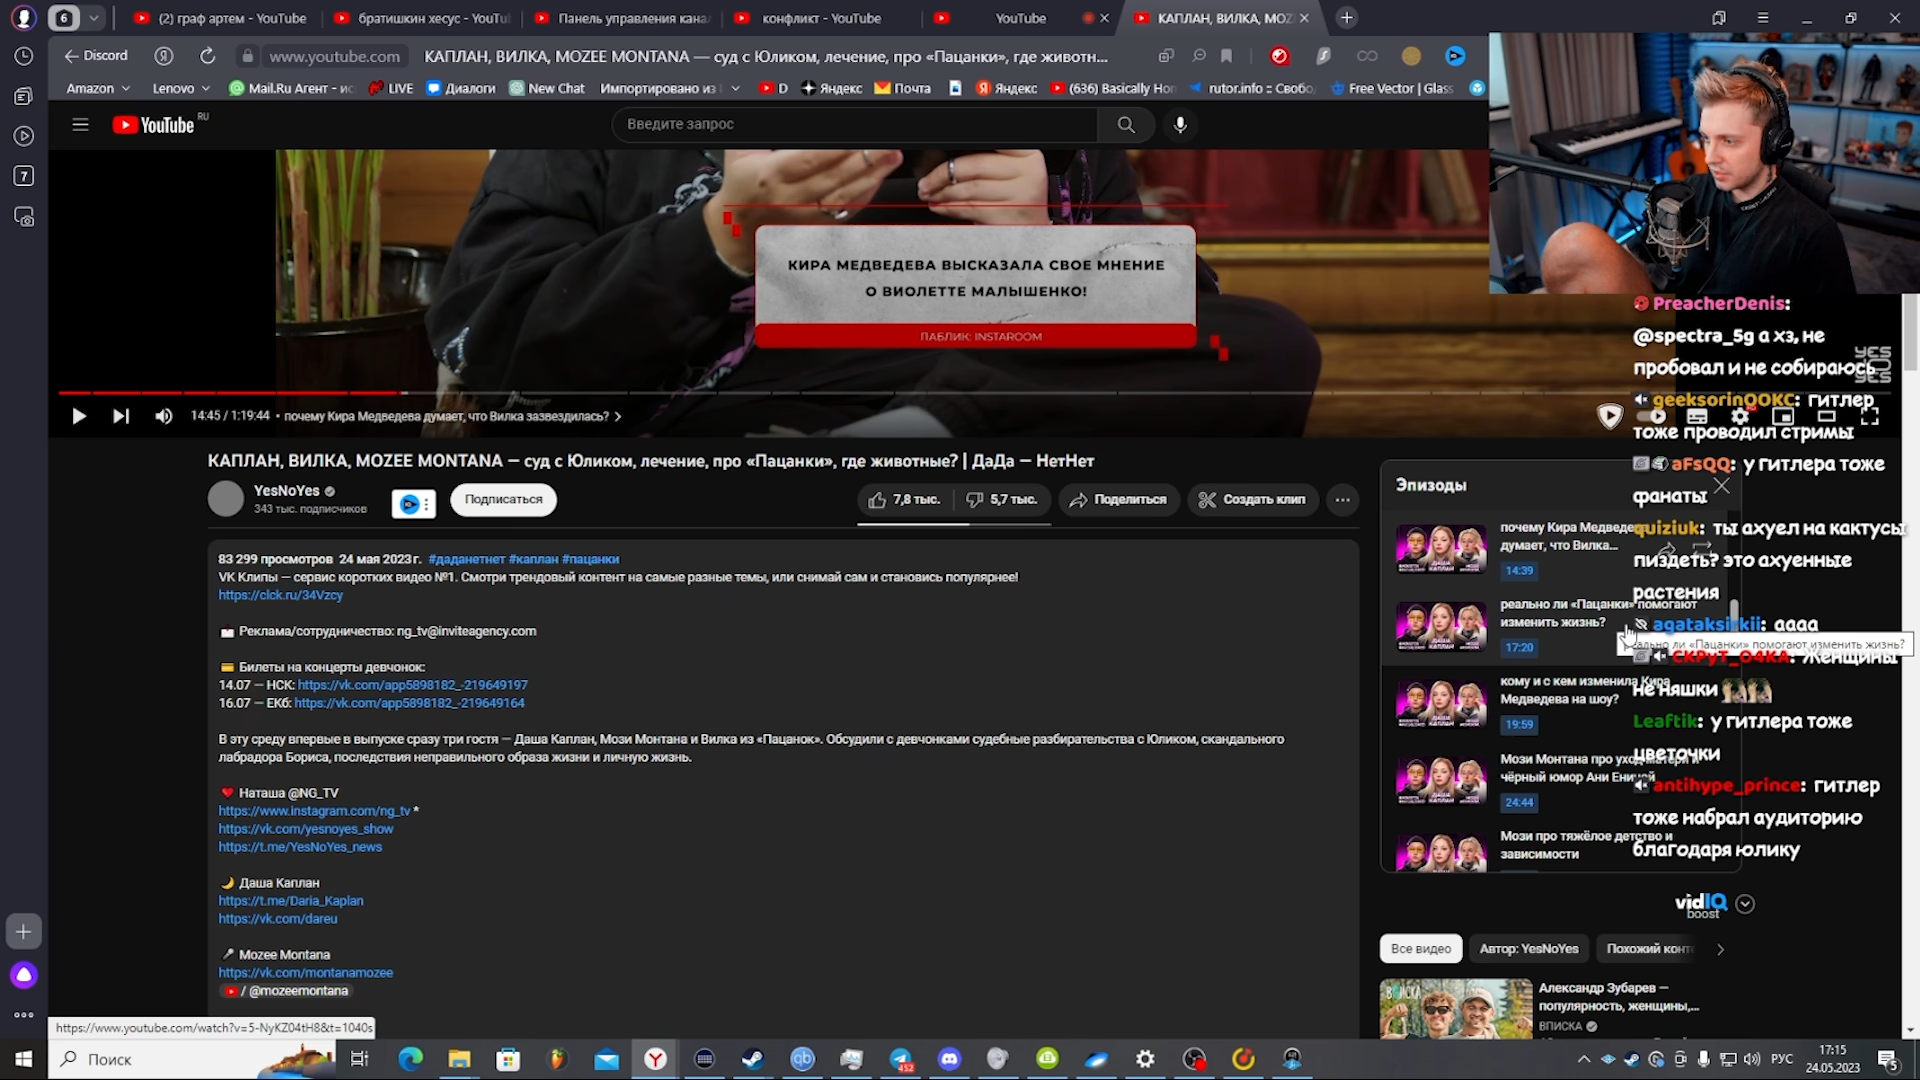 6
(2) граф артем - YouTube
братишкин хесус - YouTu
Панель управления кана
конфликт - YouTube
YouTube
КАПЛАН, ВИЛКА, MOZ
Discord
www.youtube.com
КАПЛАН, ВИЛКА, MOZEE MONTANA — суд с Юликом, лечение, про «Пацанки», где животн...
Amazon
Lenovo
Mail.Ru Агент - ис
LIVE
Диалоги
New Chat
Импортировано из I
D
Яндекс
Почта
Яндекс
(636) Basically Hor
rutor.info :: Свобо
Free Vector | Glass
YouTube RU
Введите запрос
7
КИРА МЕДВЕДЕВА ВЫСКАЗАЛА СВОЕ МНЕНИЕ
О ВИОЛЕТТЕ МАЛЫШЕНКО!
ПАБЛИК: INSTAROOM
14:45 / 1:19:44 • почему Кира Медведева думает, что Вилка зазвездилась?
КАПЛАН, ВИЛКА, MOZEE MONTANA — суд с Юликом, лечение, про «Пацанки», где животные? | ДаДа — НетНет
YesNoYes
343 тыс. подписчиков
Подписаться
7,8 тыс.
5,7 тыс.
Поделиться
Создать клип
83 299 просмотров 24 мая 2023 г. #даданетнет #каплан #пацанки
VK Клипы — сервис коротких видео №1. Смотри трендовый контент на самые разные темы, или снимай сам и становись популярнее!
https://clck.ru/34Vzcy
Реклама/сотрудничество: ng_tv@inviteagency.com
Билеты на концерты девчонок:
14.07 — НСК: https://vk.com/app5898182_-219649197
16.07 — ЕКб: https://vk.com/app5898182_-219649164
В эту среду впервые в выпуске сразу три гостя — Даша Каплан, Мози Монтана и Вилка из «Пацанок». Обсудили с девчонками судебные разбирательства с Юликом, скандального
лабрадора Бориса, последствия неправильного образа жизни и личную жизнь.
Наташа @NG_TV
https://www.instagram.com/ng_tv *
https://vk.com/yesnoyes_show
https://t.me/YesNoYes_news
Даша Каплан
https://t.me/Daria_Kaplan
https://vk.com/dareu
Mozee Montana
https://vk.com/montanamozee
/ @mozeemontana
https://www.youtube.com/watch?v=5-NyKZ04tH8&t=1040s
Эпизоды
почему Кира Медведе
думает, что Вилка...
14:39
реально ли «Пацанки» помогают
изменить жизнь?
17:20
реально ли «Пацанки» помогают изменить жизнь?
кому и с кем изменила Кира
Медведева на шоу?
19:59
Мози Монтана про уход матери и
чёрный юмор Ани Ениной
24:44
Мози про тяжёлое детство и
зависимости
PreacherDenis:
@spectra_5g а хз, не
пробовал и не собираюсь
YES
YES
geeksorinOOKC: гитлер
тоже проводил стримы
aFsQQ: у гитлера тоже
фанаты
quiziuk: ты ахуел на кактусы
пиздеть? это ахуенные
растения
agataksirkii: аааа
CKPyT_O4KA: Женщины
не няшки
Leaftik: у гитлера тоже
цветочки
antihype_prince: гитлер
тоже набрал аудиторию
благодаря юлику
vidIQ
boost
Все видео
Автор: YesNoYes
Похожий конт
Александр Зубарев —
популярность, женщины,...
ВПИСКА
Поиск
452
РУС
17:15
24.05.2023
5